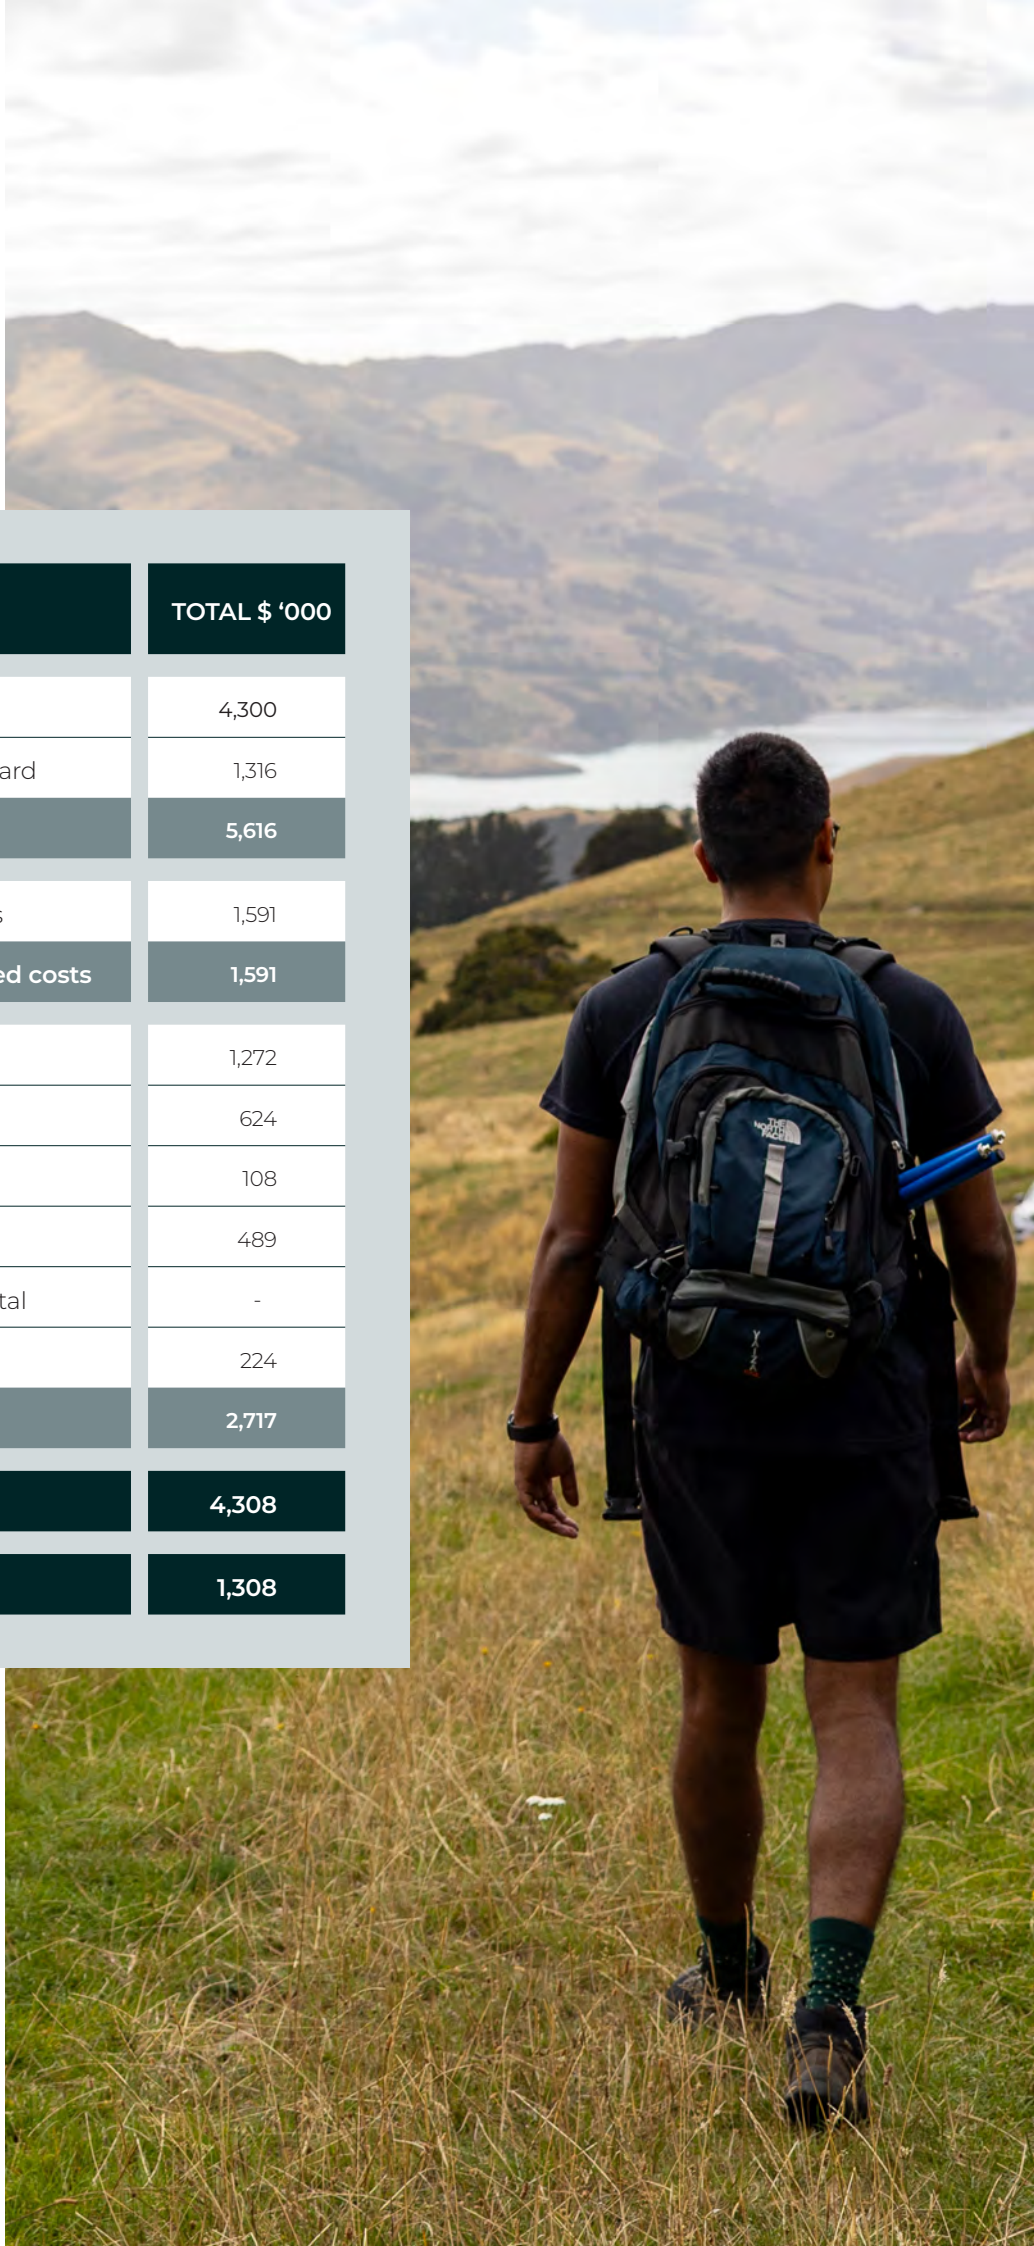 TOTAL $ ‘000
4,300
ard 1,316
5,616
s 1,591
ed costs 1,591
1,272
624
108
489
tal -
224
2,717
4,308
1,308
THE
NORTH
FACE